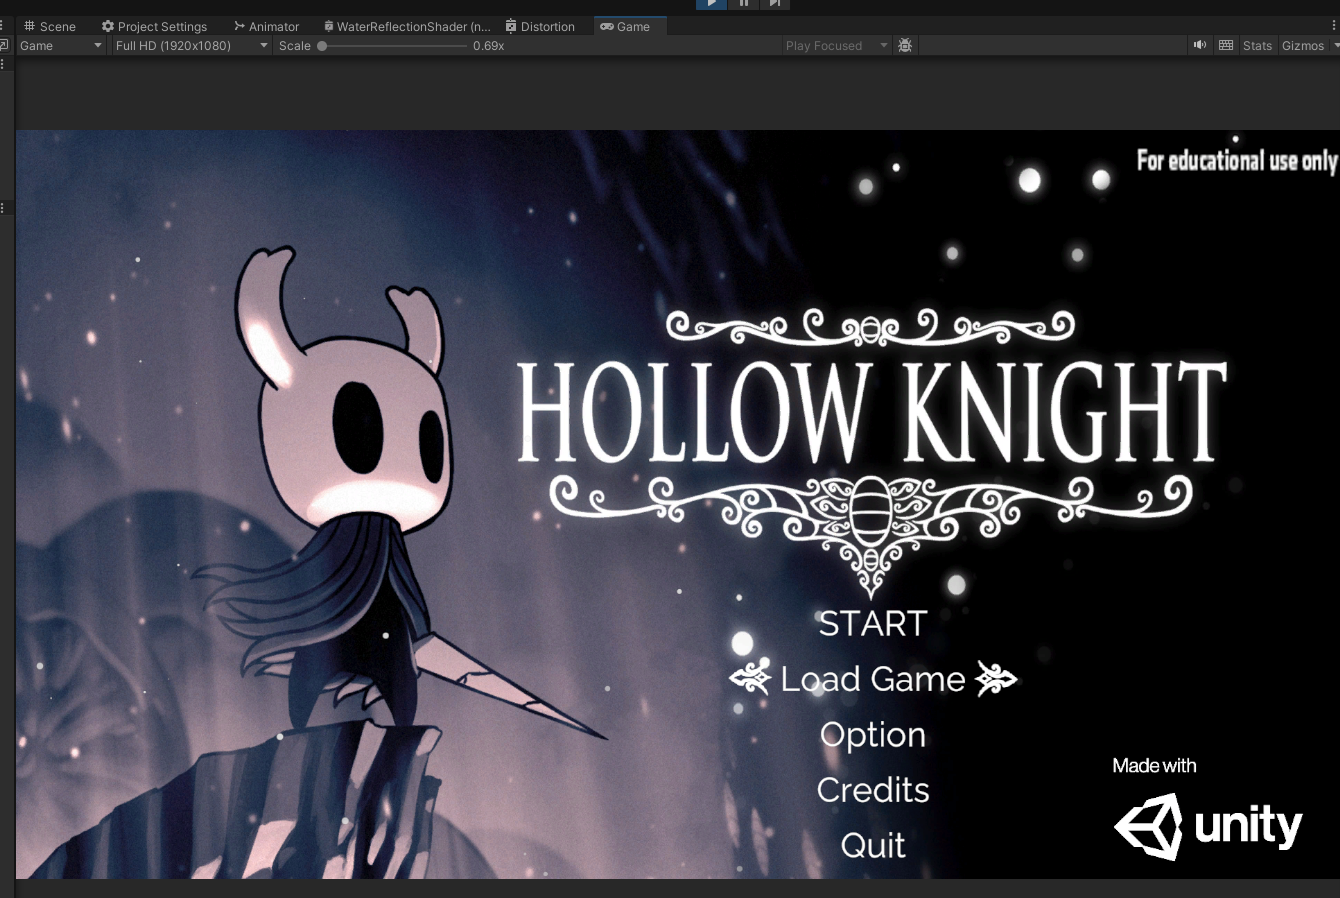 Scene
Project Settings
Animator
WaterReflectionShader (n...
Distortion
Game
Game
Full HD (1920x1080)
Scale
0.69x
Play Focused
Stats
Gizmos
For educational use only
HOLLOW KNIGHT
START
Load Game
Option
Credits
Quit
Made with
unity